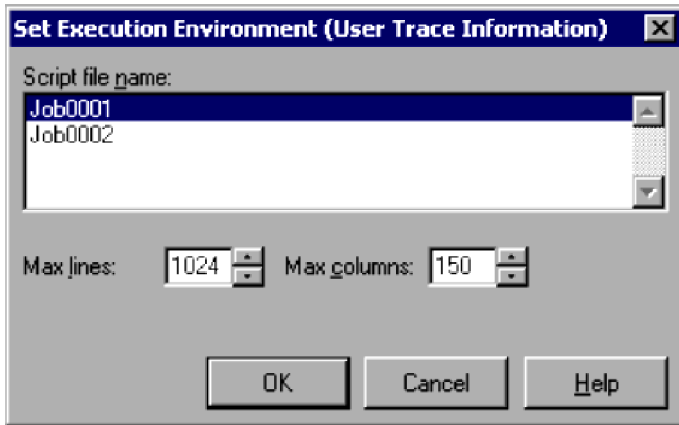 Set Execution Environment (User Trace Information)
Script file name:
Job0001
Job0002
Max lines: 1024 Max columns: 150
OK Cancel Help